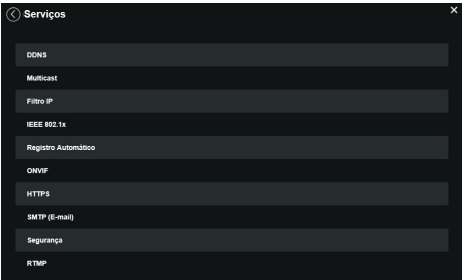 Serviços
DDNS
Multicast
Filtro IP
IEEE 802.1x
Registro Automático
ONVIF
HTTPS
SMTP (E-mail)
Segurança
RTMP